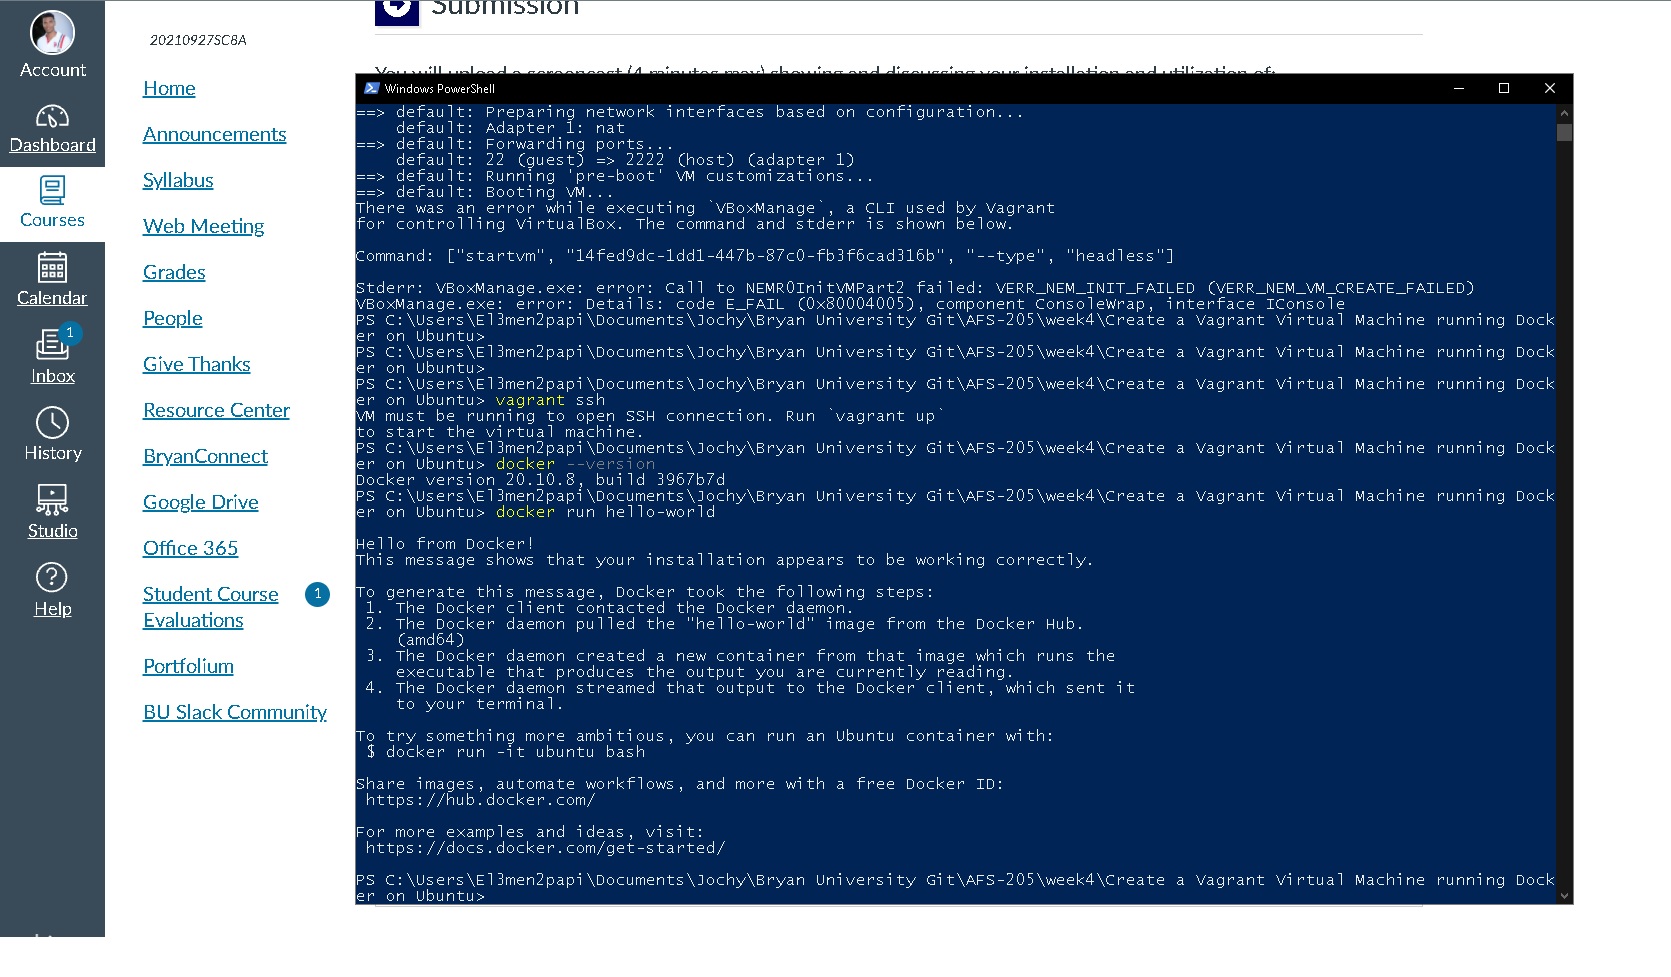 Account
Dashboard
Courses
Calendar
1
Inbox
History
Studio
Help
20210927SC8A
Home
Announcements
Syllabus
Web Meeting
Grades
People
Give Thanks
Resource Center
BryanConnect
Google Drive
Office 365
Student Course
Evaluations
1
Portfolium
BU Slack Community
Submission
You will upload a screencast (4 minutes max) showing and discussing your installation and utilization of:
Windows PowerShell
==> default: Preparing network interfaces based on configuration...
    default: Adapter 1: nat
==> default: Forwarding ports...
    default: 22 (guest) => 2222 (host) (adapter 1)
==> default: Running 'pre-boot' VM customizations...
==> default: Booting VM...
There was an error while executing `VBoxManage`, a CLI used by Vagrant
for controlling VirtualBox. The command and stderr is shown below.
Command: ["startvm", "14fed9dc-1dd1-447b-87c0-fb3f6cad316b", "--type", "headless"]
Stderr: VBoxManage.exe: error: Call to NEMR0InitVMPart2 failed: VERR_NEM_INIT_FAILED (VERR_NEM_VM_CREATE_FAILED)
VBoxManage.exe: error: Details: code E_FAIL (0x80004005), component ConsoleWrap, interface IConsole
PS C:\Users\El3men2papi\Documents\Jochy\Bryan University Git\AFS-205\week4\Create a Vagrant Virtual Machine running Dock
er on Ubuntu>
PS C:\Users\El3men2papi\Documents\Jochy\Bryan University Git\AFS-205\week4\Create a Vagrant Virtual Machine running Dock
er on Ubuntu>
PS C:\Users\El3men2papi\Documents\Jochy\Bryan University Git\AFS-205\week4\Create a Vagrant Virtual Machine running Dock
er on Ubuntu> vagrant ssh
VM must be running to open SSH connection. Run `vagrant up`
to start the virtual machine.
PS C:\Users\El3men2papi\Documents\Jochy\Bryan University Git\AFS-205\week4\Create a Vagrant Virtual Machine running Dock
er on Ubuntu> docker --version
Docker version 20.10.8, build 3967b7d
PS C:\Users\El3men2papi\Documents\Jochy\Bryan University Git\AFS-205\week4\Create a Vagrant Virtual Machine running Dock
er on Ubuntu> docker run hello-world
Hello from Docker!
This message shows that your installation appears to be working correctly.
To generate this message, Docker took the following steps:
 1. The Docker client contacted the Docker daemon.
 2. The Docker daemon pulled the "hello-world" image from the Docker Hub.
    (amd64)
 3. The Docker daemon created a new container from that image which runs the
    executable that produces the output you are currently reading.
 4. The Docker daemon streamed that output to the Docker client, which sent it
    to your terminal.
To try something more ambitious, you can run an Ubuntu container with:
 $ docker run -it ubuntu bash
Share images, automate workflows, and more with a free Docker ID:
 https://hub.docker.com/
For more examples and ideas, visit:
 https://docs.docker.com/get-started/
PS C:\Users\El3men2papi\Documents\Jochy\Bryan University Git\AFS-205\week4\Create a Vagrant Virtual Machine running Dock
er on Ubuntu>